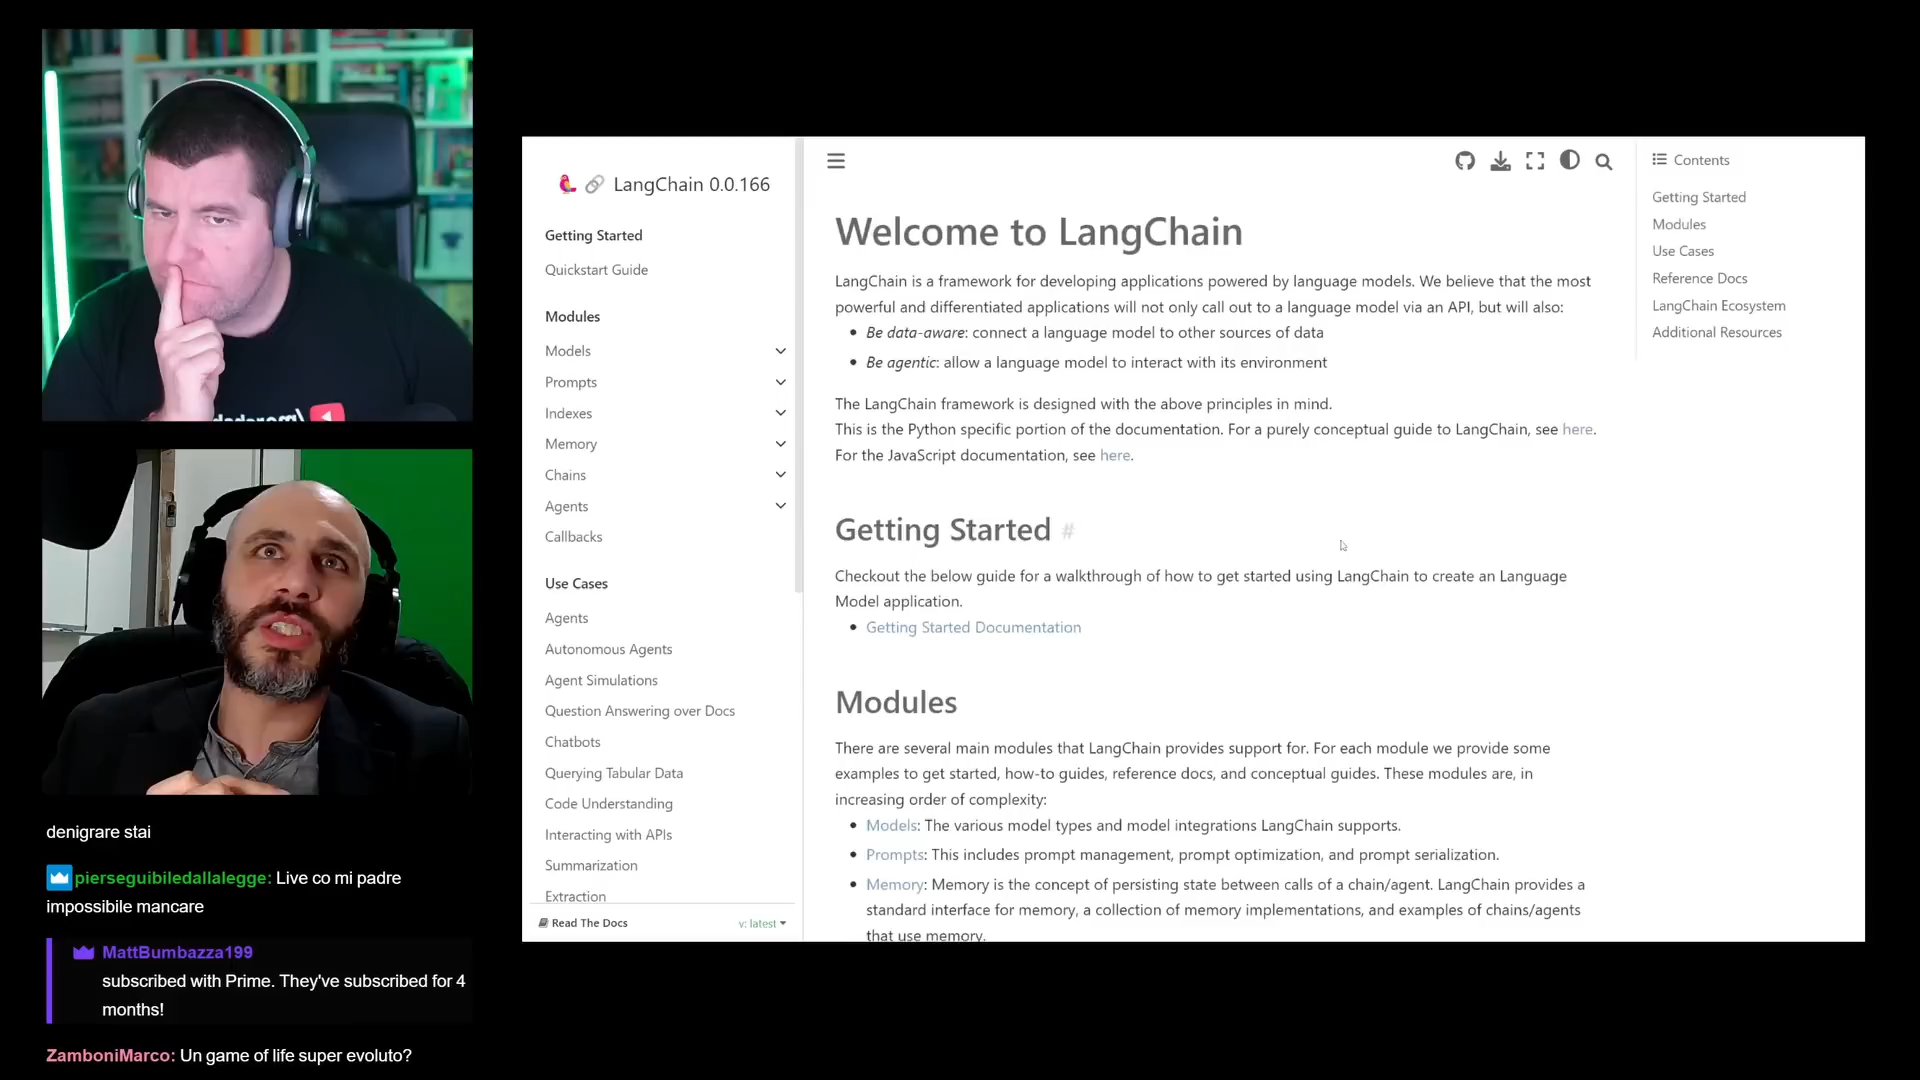 denigrare stai
pierseguibiledallalegge: Live co mi padre
impossibile mancare
MattBumbazza199
subscribed with Prime. They've subscribed for 4
months!
ZamboniMarco: Un game of life super evoluto?
LangChain 0.0.166
Getting Started
Quickstart Guide
Modules
Models
Prompts
Indexes
Memory
Chains
Agents
Callbacks
Use Cases
Agents
Autonomous Agents
Agent Simulations
Question Answering over Docs
Chatbots
Querying Tabular Data
Code Understanding
Interacting with APIs
Summarization
Extraction
Read The Docs
v: latest
Welcome to LangChain
LangChain is a framework for developing applications powered by language models. We believe that the most
powerful and differentiated applications will not only call out to a language model via an API, but will also:
• Be data-aware: connect a language model to other sources of data
• Be agentic: allow a language model to interact with its environment
The LangChain framework is designed with the above principles in mind.
This is the Python specific portion of the documentation. For a purely conceptual guide to LangChain, see here.
For the JavaScript documentation, see here.
Getting Started #
Checkout the below guide for a walkthrough of how to get started using LangChain to create an Language
Model application.
• Getting Started Documentation
Modules
There are several main modules that LangChain provides support for. For each module we provide some
examples to get started, how-to guides, reference docs, and conceptual guides. These modules are, in
increasing order of complexity:
• Models: The various model types and model integrations LangChain supports.
• Prompts: This includes prompt management, prompt optimization, and prompt serialization.
• Memory: Memory is the concept of persisting state between calls of a chain/agent. LangChain provides a
standard interface for memory, a collection of memory implementations, and examples of chains/agents
that use memory.
Contents
Getting Started
Modules
Use Cases
Reference Docs
LangChain Ecosystem
Additional Resources